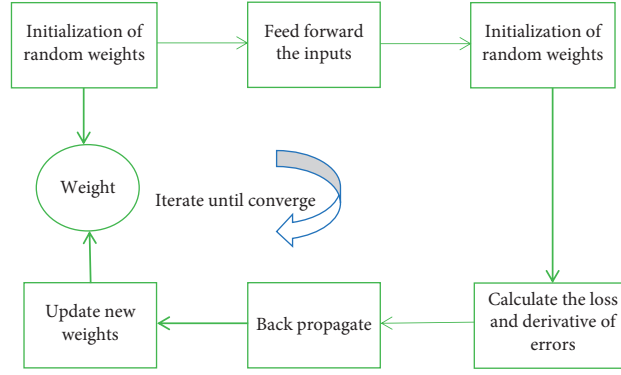 Initialization of
random weights
Feed forward
the inputs
Initialization of
random weights
Weight
Iterate until converge
Update new
weights
Back propagate
Calculate the loss
and derivative of
errors